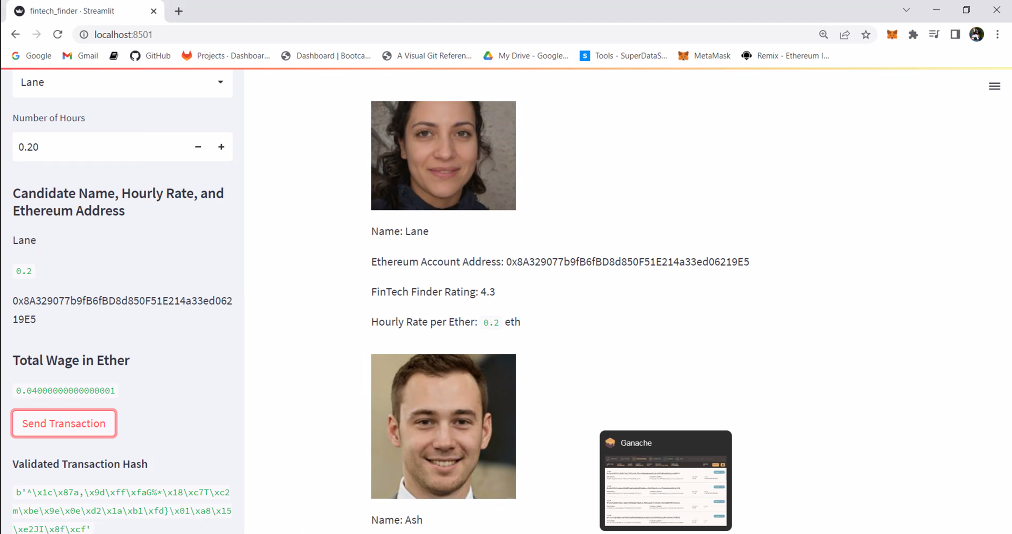 fintech_finder · Streamlit
localhost:8501
Google
Gmail
GitHub
Projects · Dashboar...
Dashboard | Bootca...
A Visual Git Referen...
My Drive - Google...
Tools - SuperDataS...
MetaMask
Remix - Ethereum I...
Lane
Number of Hours
0.20
Candidate Name, Hourly Rate, and
Ethereum Address
Lane
0.2
0x8A329077b9fB6fBD8d850F51E214a33ed062
19E5
Total Wage in Ether
0.04000000000000001
Send Transaction
Validated Transaction Hash
b'^\x1c\x87a,\x9d\xff\xfaG%*\x18\xc7T\xc2
m\xbe\x9e\x0e\xd2\x1a\xb1\xfd}\x01\xa8\x15
\xe2JI\x8f\xcf'
Name: Lane
Ethereum Account Address: 0x8A329077b9fB6fBD8d850F51E214a33ed06219E5
FinTech Finder Rating: 4.3
Hourly Rate per Ether: 0.2 eth
Ganache
Name: Ash